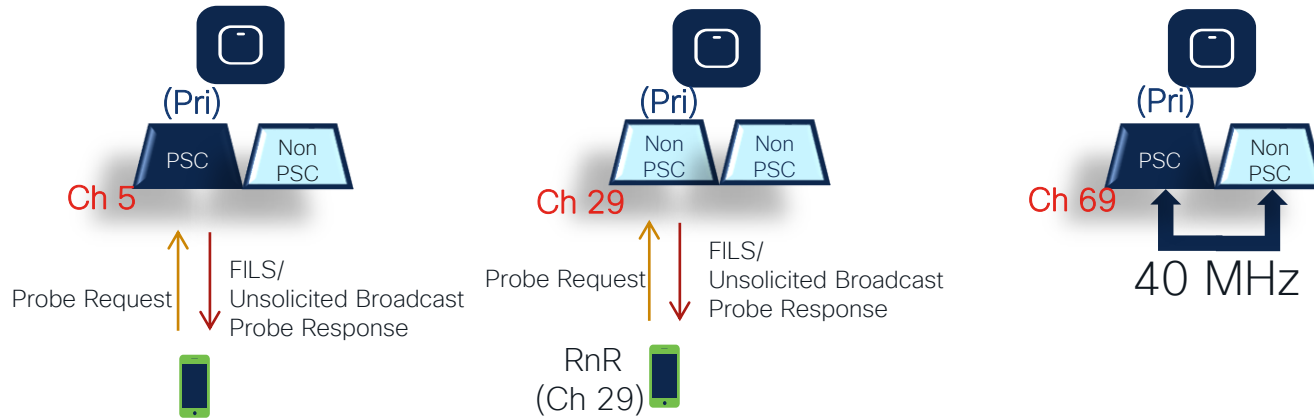 (Pri)
PSC
Non
PSC
Ch 5
Probe Request
FILS/
Unsolicited Broadcast
Probe Response
(Pri)
Non
PSC
Non
PSC
Ch 29
Probe Request
FILS/
Unsolicited Broadcast
Probe Response
RnR
(Ch 29)
(Pri)
PSC
Non
PSC
Ch 69
40 MHz